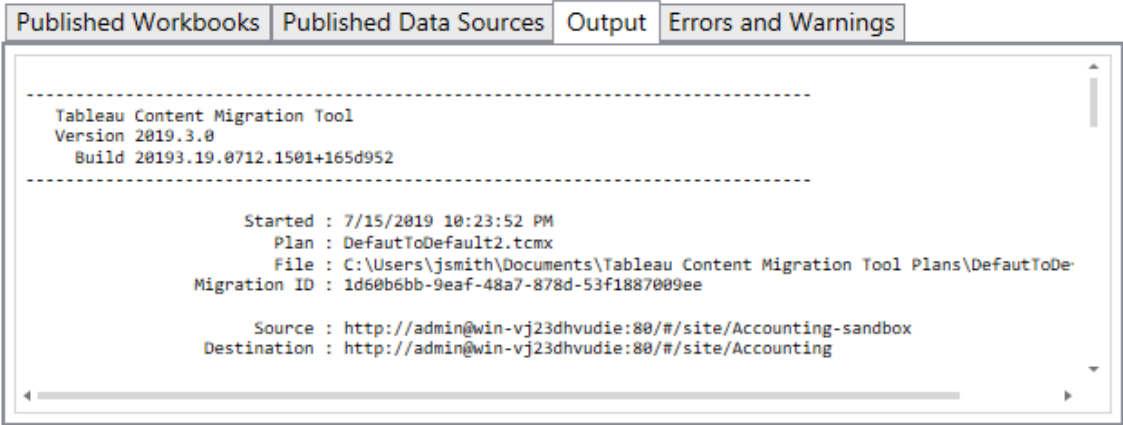 Published Workbooks Published Data Sources Output Errors and Warnings
--------------------------------------------------------------------------------
Tableau Content Migration Tool
Version 2019.3.0
Build 20193.19.0712.1501+165d952
--------------------------------------------------------------------------------
Started : 7/15/2019 10:23:52 PM
Plan : DefautToDefault2.tcmx
File : C:\Users\jsmith\Documents\Tableau Content Migration Tool Plans\DefautToDe
Migration ID : 1d60b6bb-9eaf-48a7-878d-53f1887009ee
Source : http://admin@win-vj23dhvudie:80/#/site/Accounting-sandbox
Destination : http://admin@win-vj23dhvudie:80/#/site/Accounting